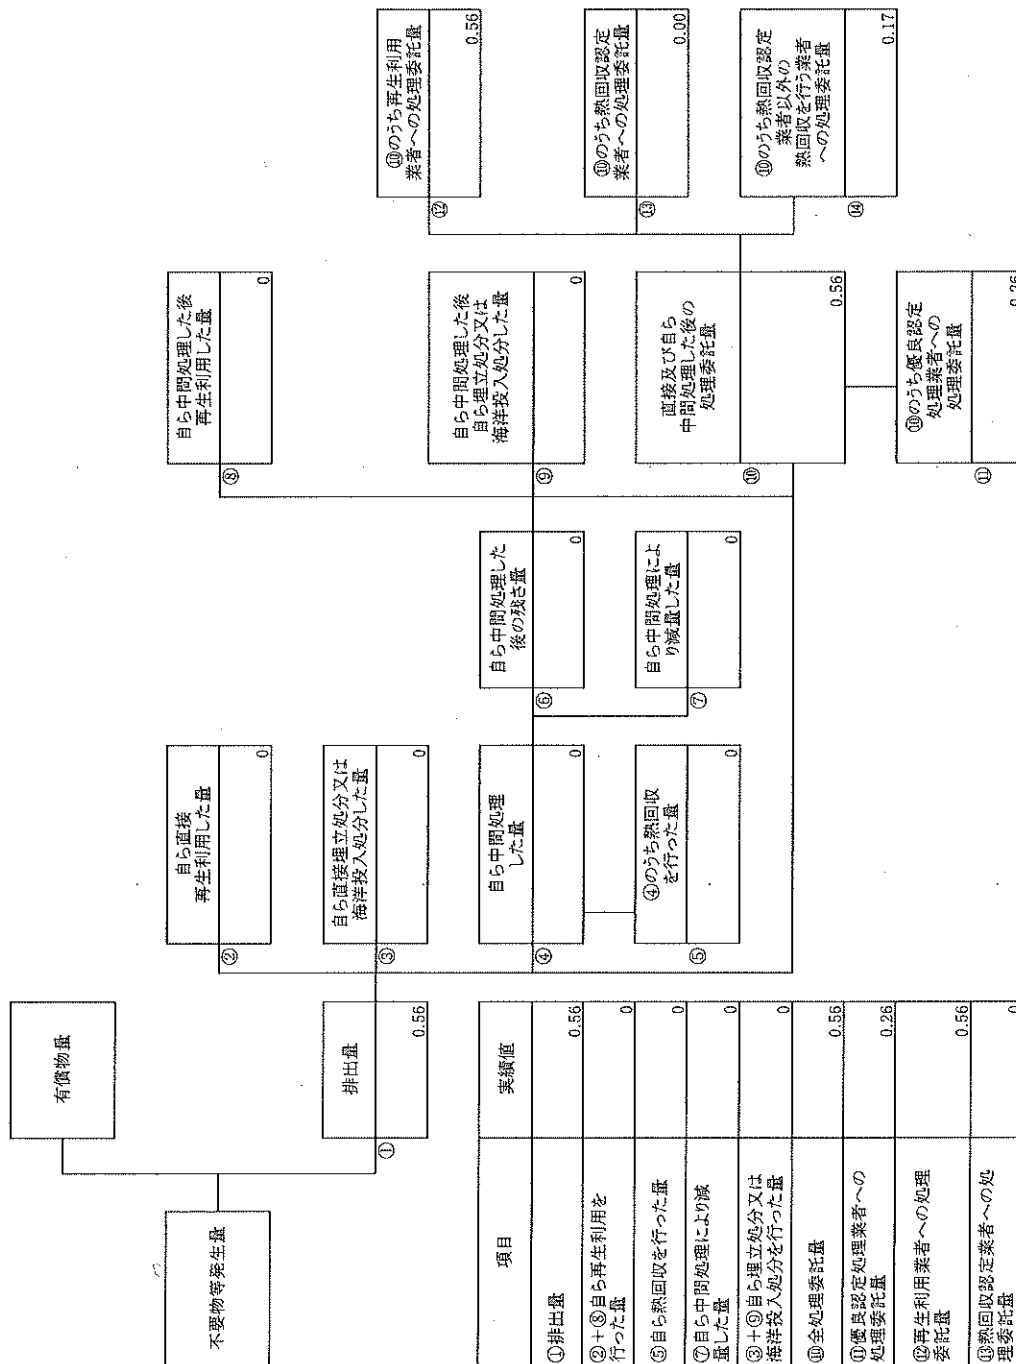 不要物等発生量
有償物量
①
排出量
0.56
②
自ら直接
再生利用した量
0
③
自ら直接埋立処分又は
海洋投入処分した量
0
④
自ら中間処理
した量
0
⑤
④のうち熱回収
を行った量
0
⑥
自ら中間処理した
後の残さ量
0
⑦
自ら中間処理によ
り減量した量
0
⑧
自ら中間処理した後
再生利用した量
0
⑨
自ら中間処理した後
自ら埋立処分又は
海洋投入処分した量
0
⑩
直接及び自ら
中間処理した後の
処理委託量
0.56
⑪
⑩のうち優良認定
処理業者への
処理委託量
⑫
⑩のうち再生利用
業者への処理委託量
0.56
⑬
⑩のうち熱回収認定
業者への処理委託量
0.00
⑭
⑩のうち熱回収認定
業者以外の
熱回収を行う業者
への処理委託量
0.17
項目
実績値
①排出量
0.56
②+⑧自ら再生利用を
行った量
0
⑤自ら熱回収を行った量
0
⑦自ら中間処理により減
量した量
0
③+⑨自ら埋立処分又は
海洋投入処分を行った量
0
⑩全処理委託量
0.56
⑪優良認定処理業者への
処理委託量
0.26
⑫再生利用業者への処理
委託量
0.56
⑬熱回収認定業者への処
理委託量
0